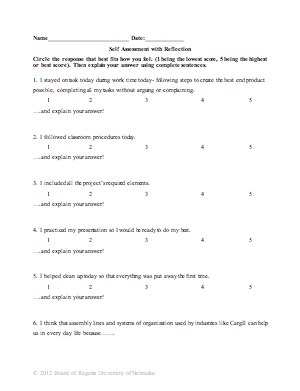 Name__________________________ Date:____________
Self Assessment with Reflection
Circle the response that best fits how you feel. (1 being the lowest score, 5 being the highest
or best score). Then explain your answer using complete sentences.
1. I stayed on task today during work time today- following steps to create the best end product
possible, completing all my tasks without arguing or complaining.
1 2 3 4 5
....and explain your answer!
2. I followed classroom procedures today.
1 2 3 4 5
....and explain your answer!
3. I included all the project's required elements.
1 2 3 4 5
....and explain your answer!
4. I practiced my presentation so I would be ready to do my best.
1 2 3 4 5
....and explain your answer!
5. I helped clean up today so that everything was put away the first time.
1 2 3 4 5
....and explain your answer!
6. I think that assembly lines and systems of organization used by industries like Cargill can help
us in every day life because.......
© 2012 Board of Regents University of Nebraska